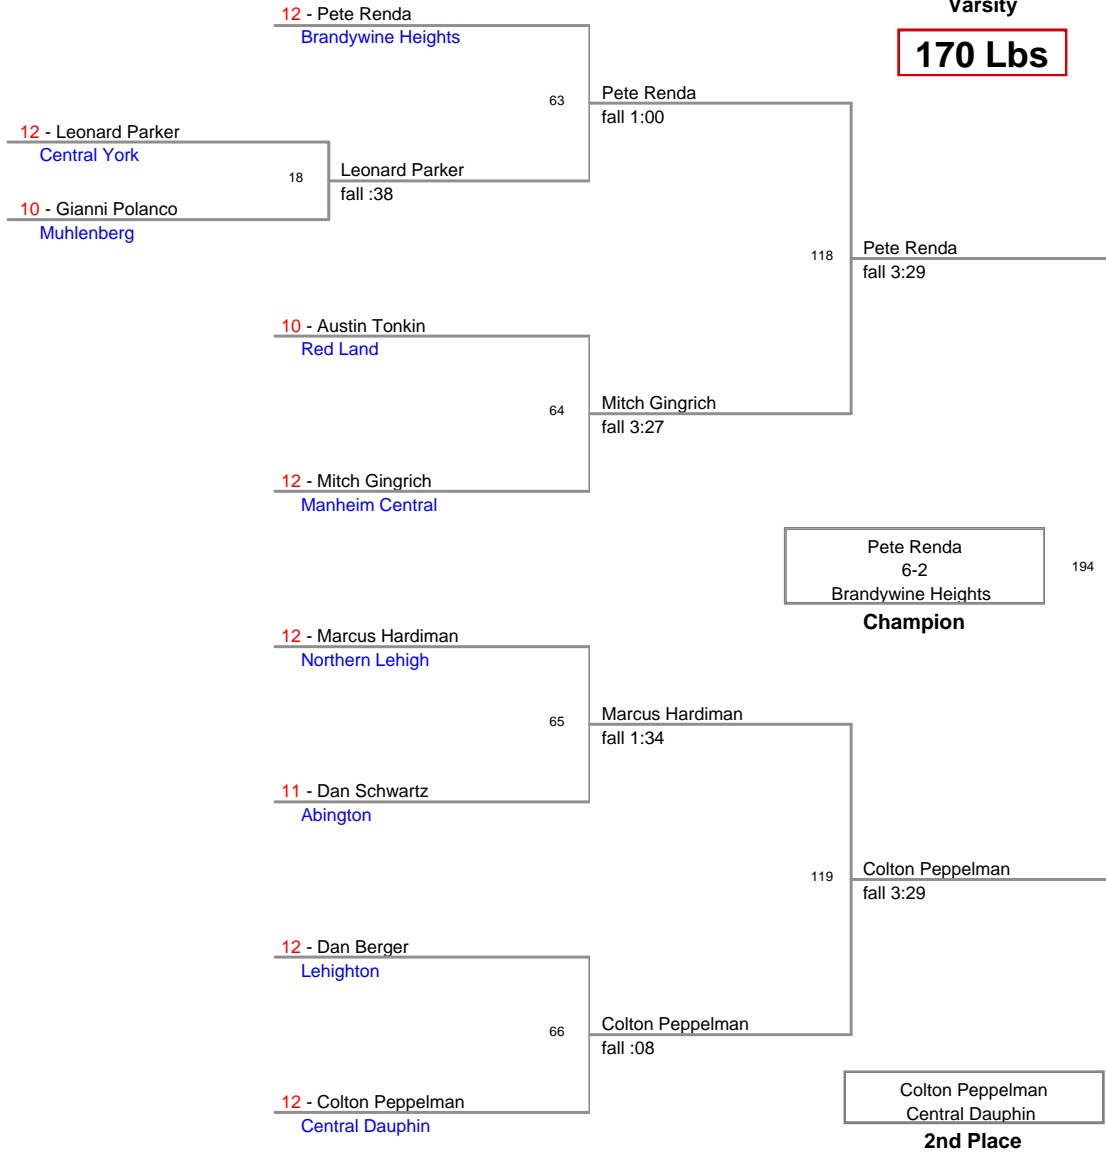 Varsity
170 Lbs
12 - Pete Renda
Brandywine Heights
63
Pete Renda
fall 1:00
12 - Leonard Parker
Central York
18
Leonard Parker
fall :38
10 - Gianni Polanco
Muhlenberg
118
Pete Renda
fall 3:29
10 - Austin Tonkin
Red Land
64
Mitch Gingrich
fall 3:27
12 - Mitch Gingrich
Manheim Central
Pete Renda
6-2
Brandywine Heights
194
Champion
12 - Marcus Hardiman
Northern Lehigh
65
Marcus Hardiman
fall 1:34
11 - Dan Schwartz
Abington
119
Colton Peppelman
fall 3:29
12 - Dan Berger
Lehighton
66
Colton Peppelman
fall :08
12 - Colton Peppelman
Central Dauphin
Colton Peppelman
Central Dauphin
2nd Place